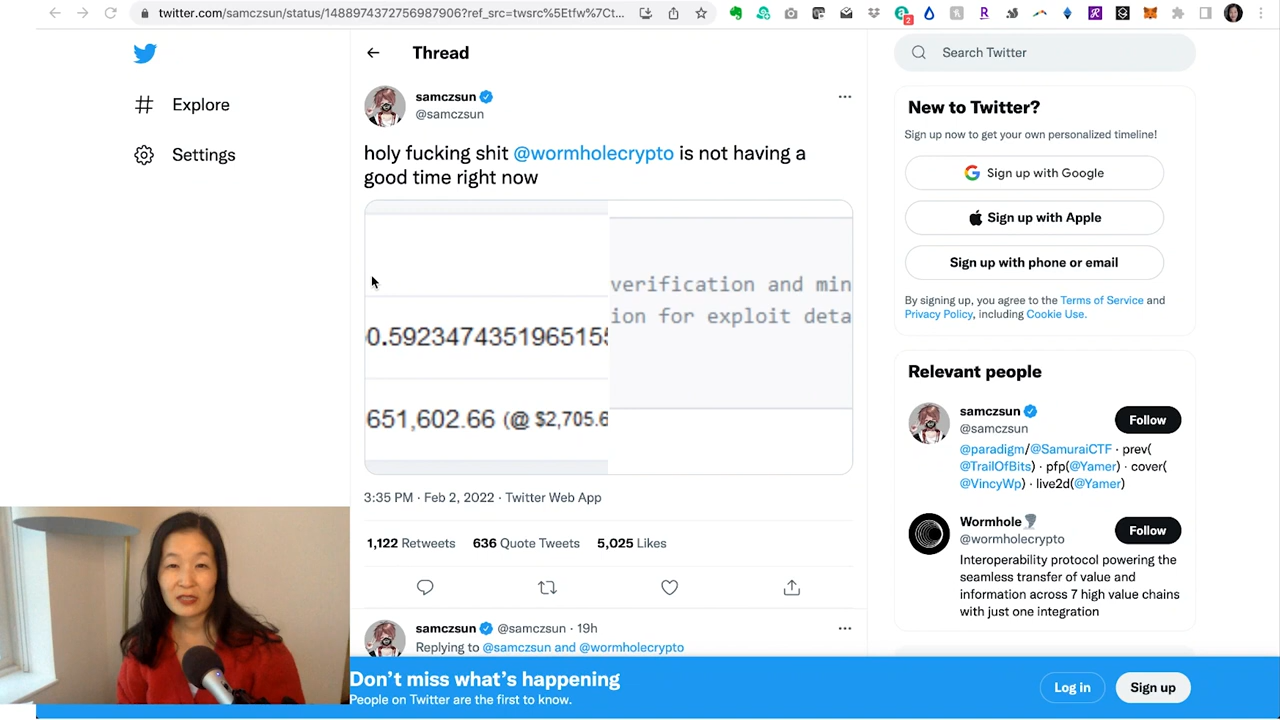 twitter.com/samczsun/status/1488974372756987906?ref_src=twsrc%5Etfw%7Ct...
2
Thread
Search Twitter
Explore
Settings
samczsun
@samczsun
holy fucking shit @wormholecrypto is not having a
good time right now
0.5923474351965155
651,602.66 (@ $2,705.6
verification and min
ion for exploit deta
3:35 PM · Feb 2, 2022 · Twitter Web App
1,122 Retweets 636 Quote Tweets 5,025 Likes
samczsun @samczsun · 19h
Replying to @samczsun and @wormholecrypto
New to Twitter?
Sign up now to get your own personalized timeline!
Sign up with Google
Sign up with Apple
Sign up with phone or email
By signing up, you agree to the Terms of Service and
Privacy Policy, including Cookie Use.
Relevant people
samczsun
@samczsun
Follow
@paradigm/@SamuraiCTF · prev(
@TrailOfBits) · pfp(@Yamer) · cover(
@VincyWp) · live2d(@Yamer)
Wormhole
@wormholecrypto
Follow
Interoperability protocol powering the
seamless transfer of value and
information across 7 high value chains
with just one integration
Don't miss what's happening
People on Twitter are the first to know.
Log in
Sign up